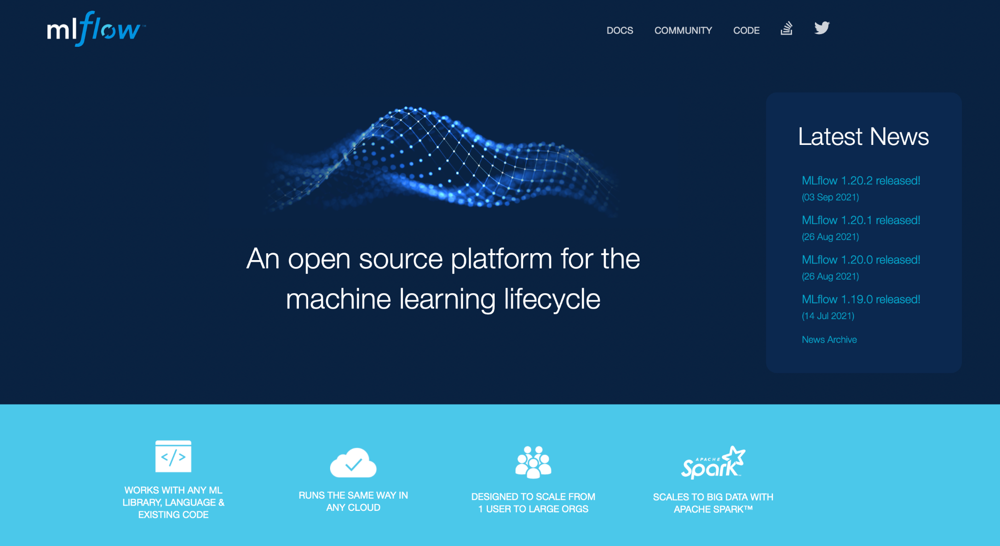 mlflow™
DOCS COMMUNITY CODE
An open source platform for the
machine learning lifecycle
Latest News
MLflow 1.20.2 released!
(03 Sep 2021)
MLflow 1.20.1 released!
(26 Aug 2021)
MLflow 1.20.0 released!
(26 Aug 2021)
MLflow 1.19.0 released!
(14 Jul 2021)
News Archive
WORKS WITH ANY ML
LIBRARY, LANGUAGE &
EXISTING CODE
RUNS THE SAME WAY IN
ANY CLOUD
DESIGNED TO SCALE FROM
1 USER TO LARGE ORGS
APACHE
Spark™
SCALES TO BIG DATA WITH
APACHE SPARK™